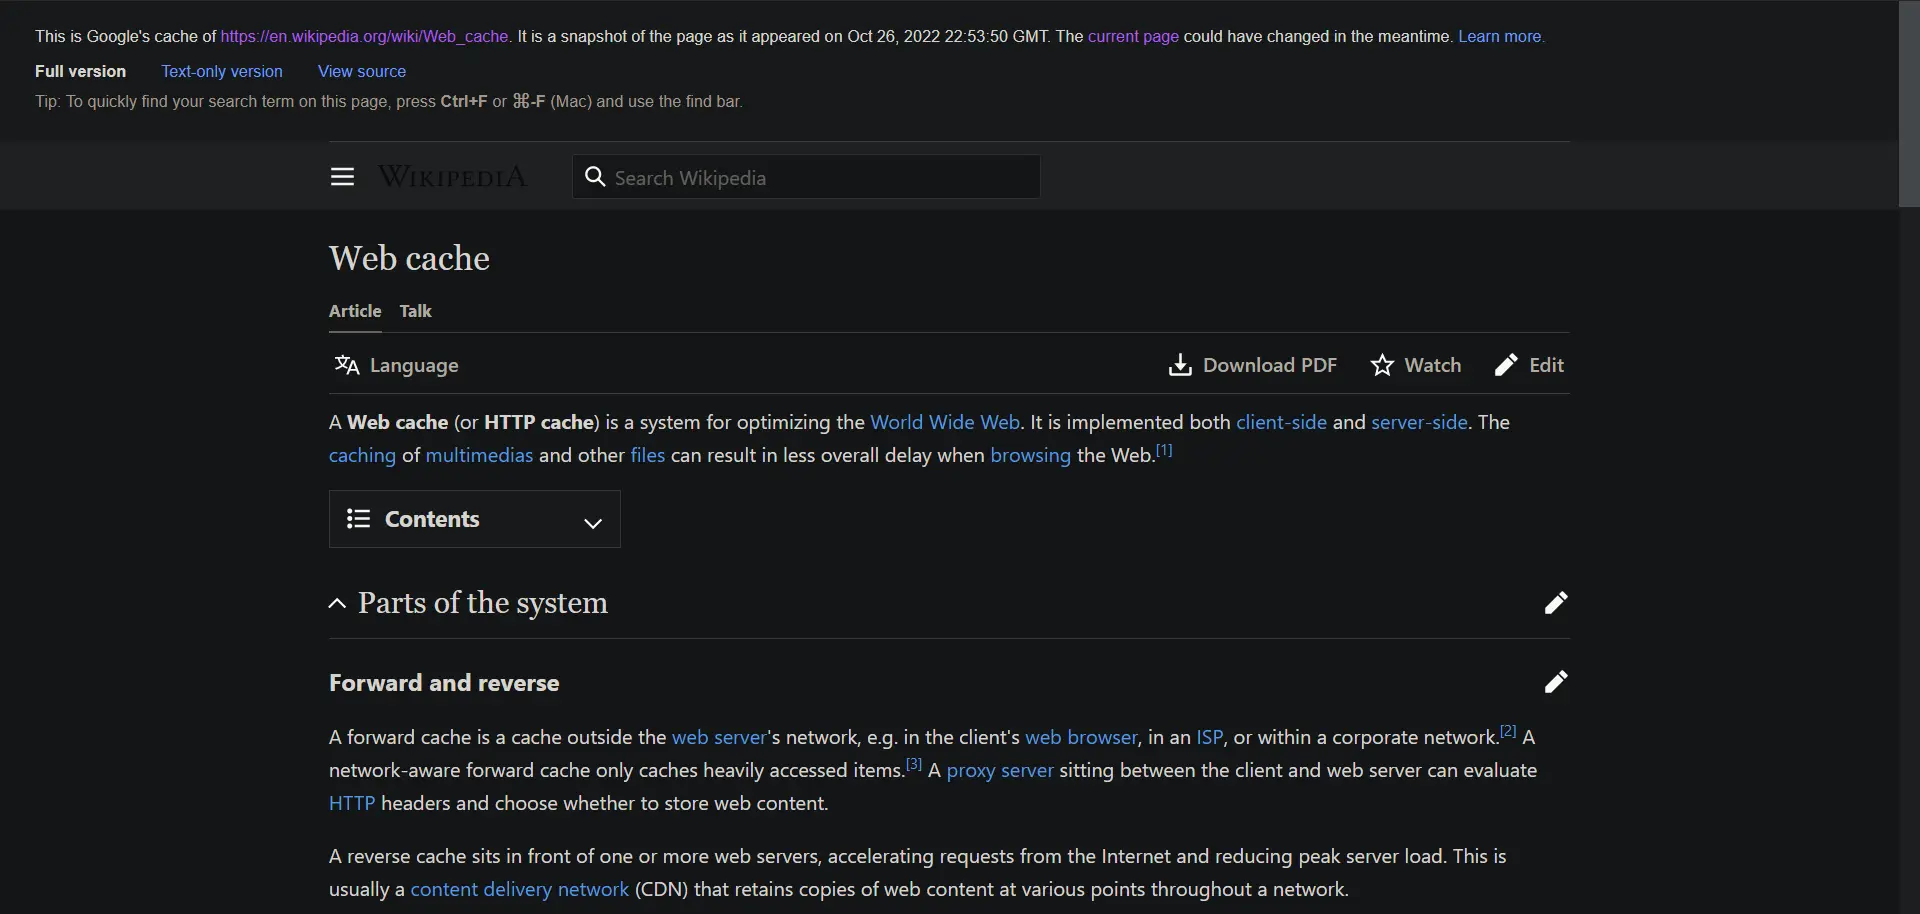 This is Google's cache of https://en.wikipedia.org/wiki/Web_cache. It is a snapshot of the page as it appeared on Oct 26, 2022 22:53:50 GMT. The current page could have changed in the meantime. Learn more.
Full version Text-only version View source
Tip: To quickly find your search term on this page, press Ctrl+F or ⌘-F (Mac) and use the find bar.
WIKIPEDIA Search Wikipedia
Web cache
Article Talk
Language Download PDF Watch Edit
A Web cache (or HTTP cache) is a system for optimizing the World Wide Web. It is implemented both client-side and server-side. The
caching of multimedias and other files can result in less overall delay when browsing the Web.[1]
Contents
Parts of the system
Forward and reverse
A forward cache is a cache outside the web server's network, e.g. in the client's web browser, in an ISP, or within a corporate network.[2] A
network-aware forward cache only caches heavily accessed items.[3] A proxy server sitting between the client and web server can evaluate
HTTP headers and choose whether to store web content.
A reverse cache sits in front of one or more web servers, accelerating requests from the Internet and reducing peak server load. This is
usually a content delivery network (CDN) that retains copies of web content at various points throughout a network.